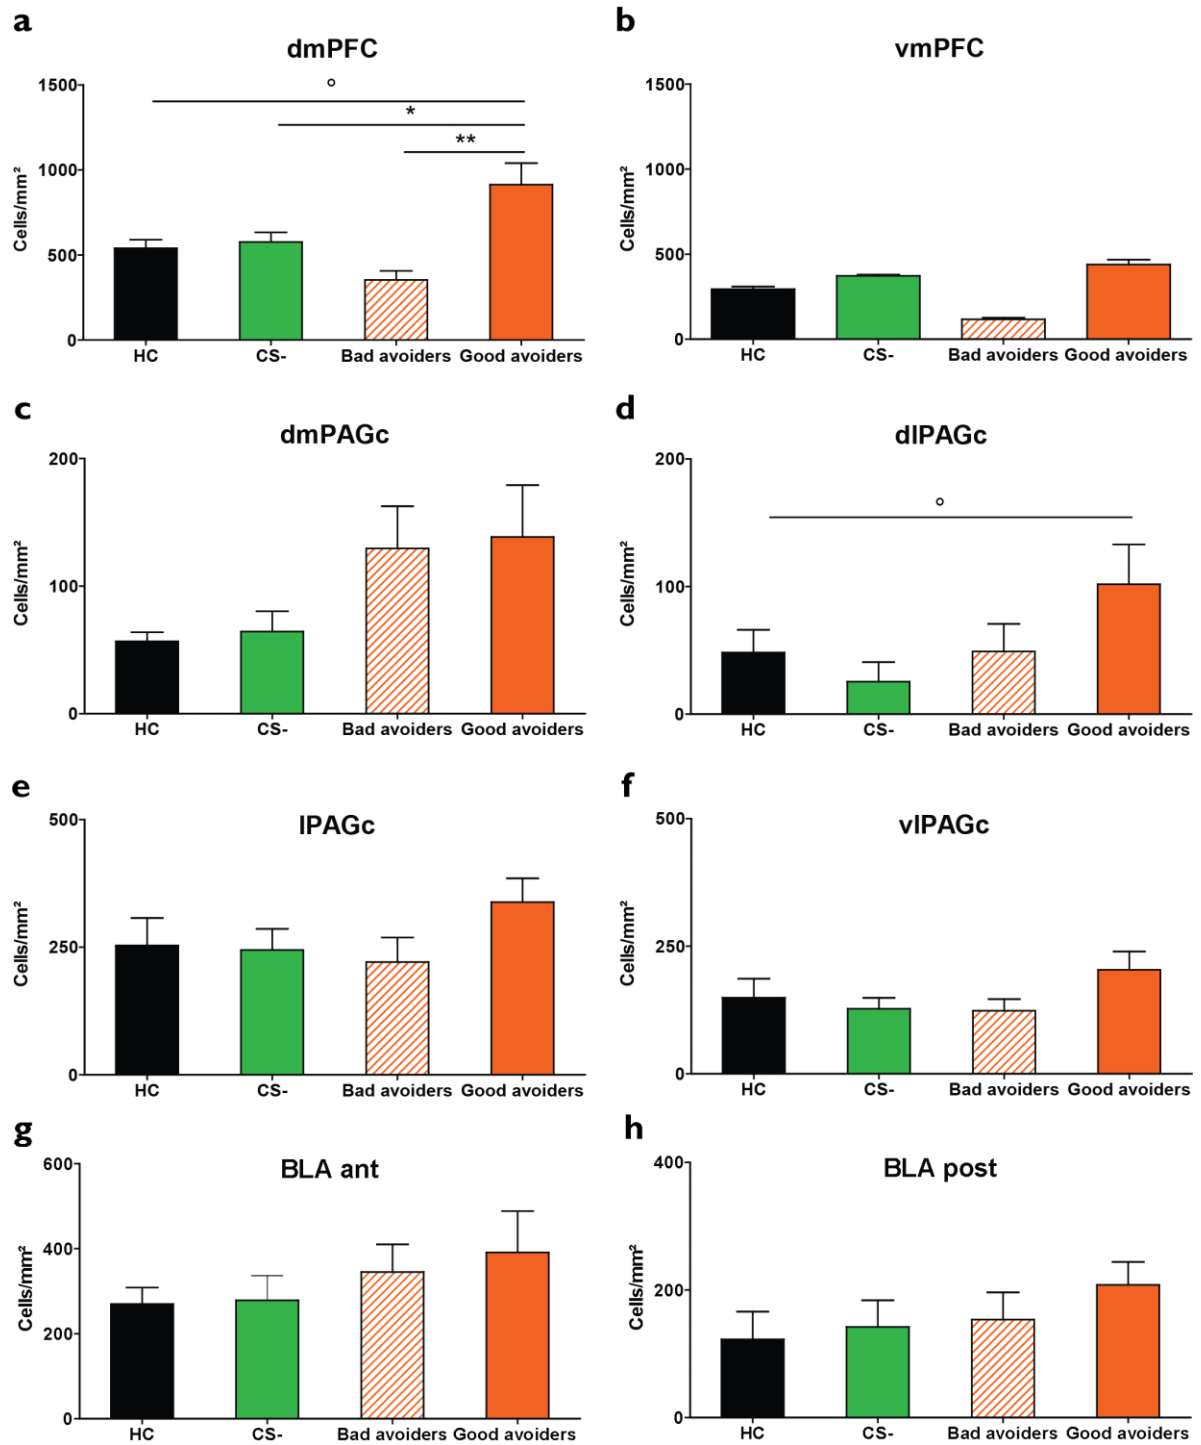 a
dmPFC
1500
1000
500
0
Cells/mm²
°
*
**
HC CS- Bad avoiders Good avoiders
b
vmPFC
1500
1000
500
0
Cells/mm²
HC CS- Bad avoiders Good avoiders
c
dmPAGc
200
100
0
Cells/mm²
HC CS- Bad avoiders Good avoiders
d
dlPAGc
200
100
0
Cells/mm²
°
HC CS- Bad avoiders Good avoiders
e
lPAGc
500
250
0
Cells/mm²
HC CS- Bad avoiders Good avoiders
f
vlPAGc
500
250
0
Cells/mm²
HC CS- Bad avoiders Good avoiders
g
BLA ant
600
400
200
0
Cells/mm²
HC CS- Bad avoiders Good avoiders
h
BLA post
400
200
0
Cells/mm²
HC CS- Bad avoiders Good avoiders